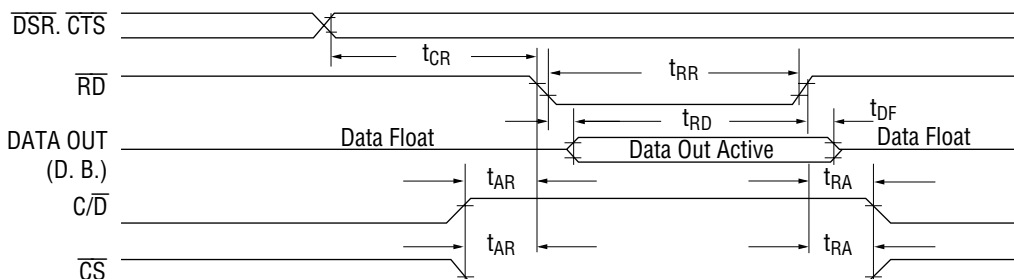 DSR. CTS
tCR
RD
tRR
tDF
DATA OUT
(D. B.)
Data Float
tRD
Data Out Active
Data Float
tAR
tRA
C/D
tAR
tRA
CS